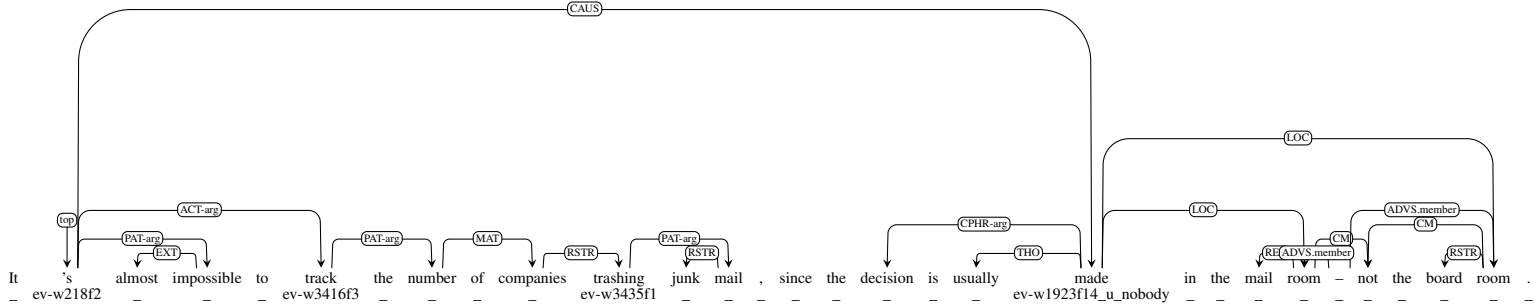 CAUS
LOC
top ACT-arg LOC ADVS.member
CPHR-arg CM
PAT-arg PAT-arg MAT PAT-arg CM
EXT RSTR RSTR THO ADVS.member RSTR
It 's almost impossible to track the number of companies trashing junk mail , since the decision is usually made in the mail room – not the board room .
_ ev-w218f2 _ _ _ ev-w3416f3 _ _ _ _ ev-w3435f1 _ _ _ _ _ _ _ _ ev-w1923f14_u_nobody _ _ _ _ _ _ _ _ _ _